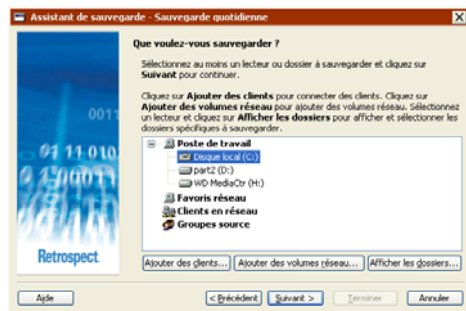 Assistant de sauvegarde - Sauvegarde quotidienne
Que voulez-vous sauvegarder ?
Sélectionnez au moins un lecteur ou dossier à sauvegarder et cliquez sur
Suivant pour continuer.
Cliquez sur Ajouter des clients pour connecter des clients. Cliquez sur
Ajouter des volumes réseau pour ajouter des volumes réseau. Sélectionnez
un lecteur et cliquez sur Afficher les dossiers pour afficher et sélectionner les
dossiers spécifiques à sauvegarder.
Poste de travail
Disque local (C:)
part2 (D:)
WD MediaCtr (H:)
Favoris réseau
Clients en réseau
Groupes source
Retrospect
Ajouter des clients... Ajouter des volumes réseau... Afficher les dossiers...
Aide < Précédent Suivant > Terminer Annuler